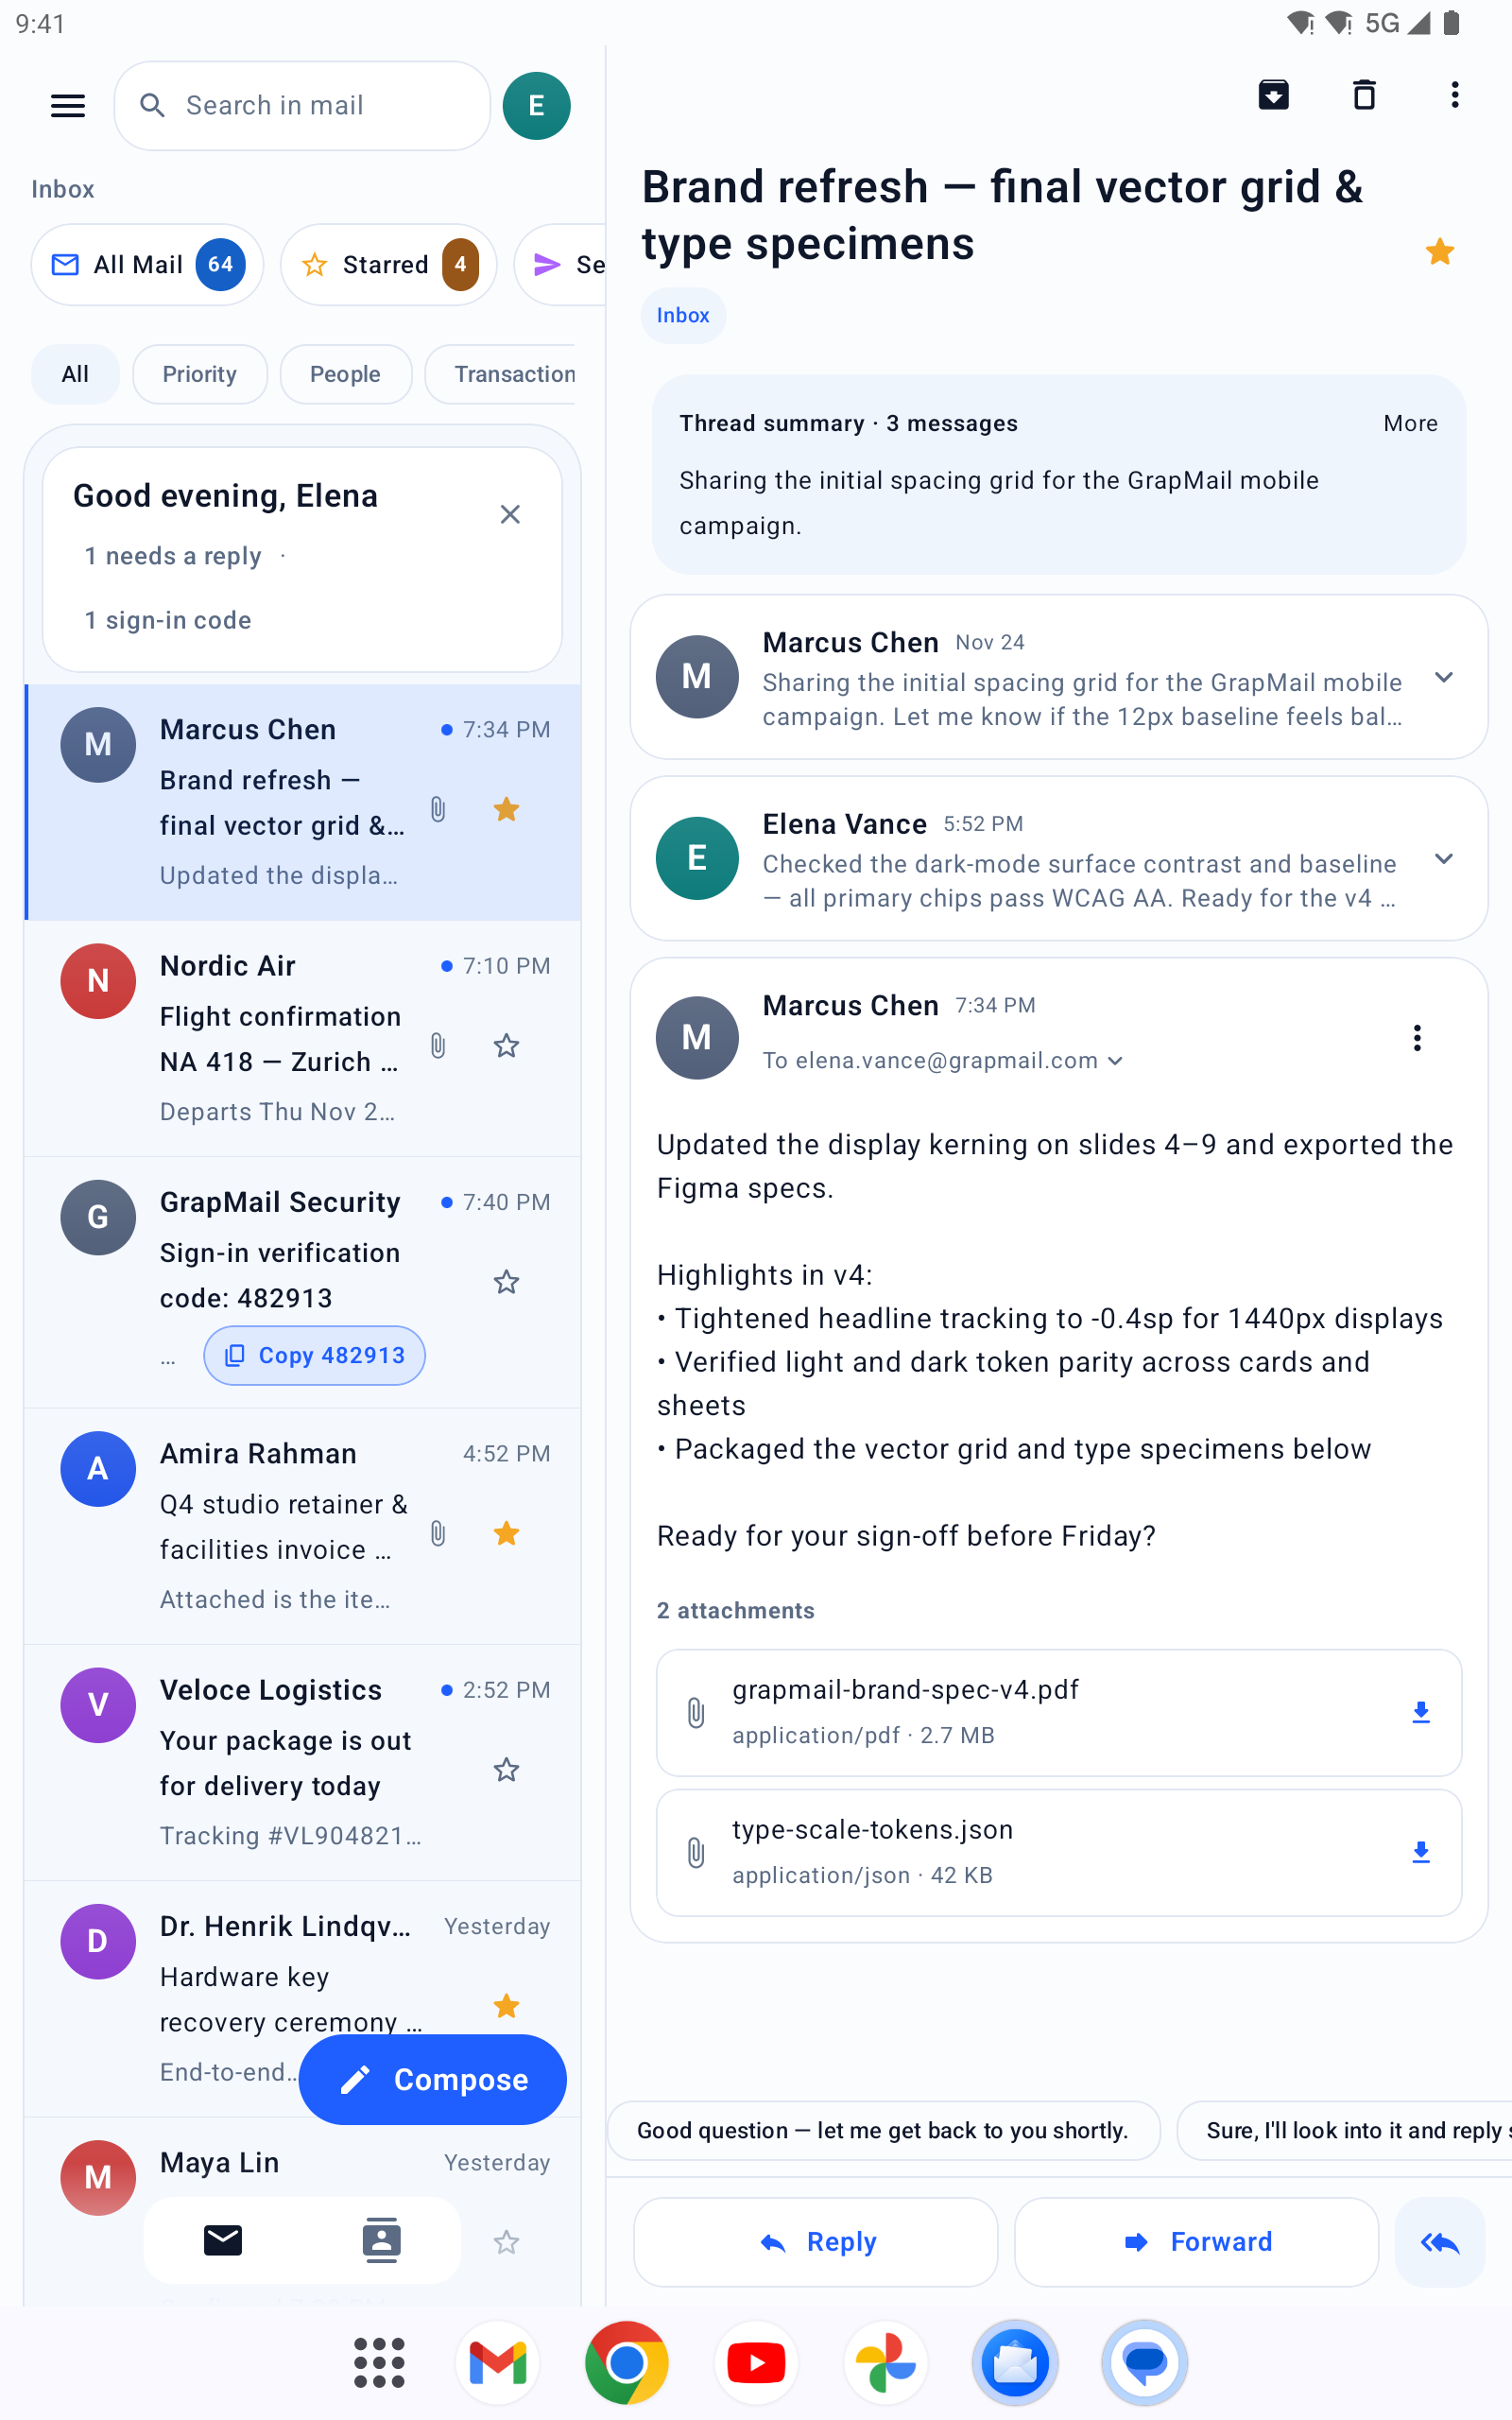 9:41
5G
Search in mail
E
Inbox
All Mail 64
Starred 4
Se
All
Priority
People
Transaction
Good evening, Elena
1 needs a reply ·
1 sign-in code
M
Marcus Chen
7:34 PM
Brand refresh —
final vector grid &…
Updated the displa…
N
Nordic Air
7:10 PM
Flight confirmation
NA 418 — Zurich …
Departs Thu Nov 2…
G
GrapMail Security
7:40 PM
Sign-in verification
code: 482913
…
Copy 482913
A
Amira Rahman
4:52 PM
Q4 studio retainer &
facilities invoice …
Attached is the ite…
V
Veloce Logistics
2:52 PM
Your package is out
for delivery today
Tracking #VL904821…
D
Dr. Henrik Lindqv…
Yesterday
Hardware key
recovery ceremony …
End-to-end…
Compose
M
Maya Lin
Yesterday
Brand refresh — final vector grid &
type specimens
Inbox
Thread summary · 3 messages
More
Sharing the initial spacing grid for the GrapMail mobile
campaign.
M
Marcus Chen Nov 24
Sharing the initial spacing grid for the GrapMail mobile
campaign. Let me know if the 12px baseline feels bal…
E
Elena Vance 5:52 PM
Checked the dark-mode surface contrast and baseline
— all primary chips pass WCAG AA. Ready for the v4 …
M
Marcus Chen 7:34 PM
To elena.vance@grapmail.com
Updated the display kerning on slides 4–9 and exported the
Figma specs.
Highlights in v4:
• Tightened headline tracking to -0.4sp for 1440px displays
• Verified light and dark token parity across cards and
sheets
• Packaged the vector grid and type specimens below
Ready for your sign-off before Friday?
2 attachments
grapmail-brand-spec-v4.pdf
application/pdf · 2.7 MB
type-scale-tokens.json
application/json · 42 KB
Good question — let me get back to you shortly.
Sure, I'll look into it and reply s
Reply
Forward